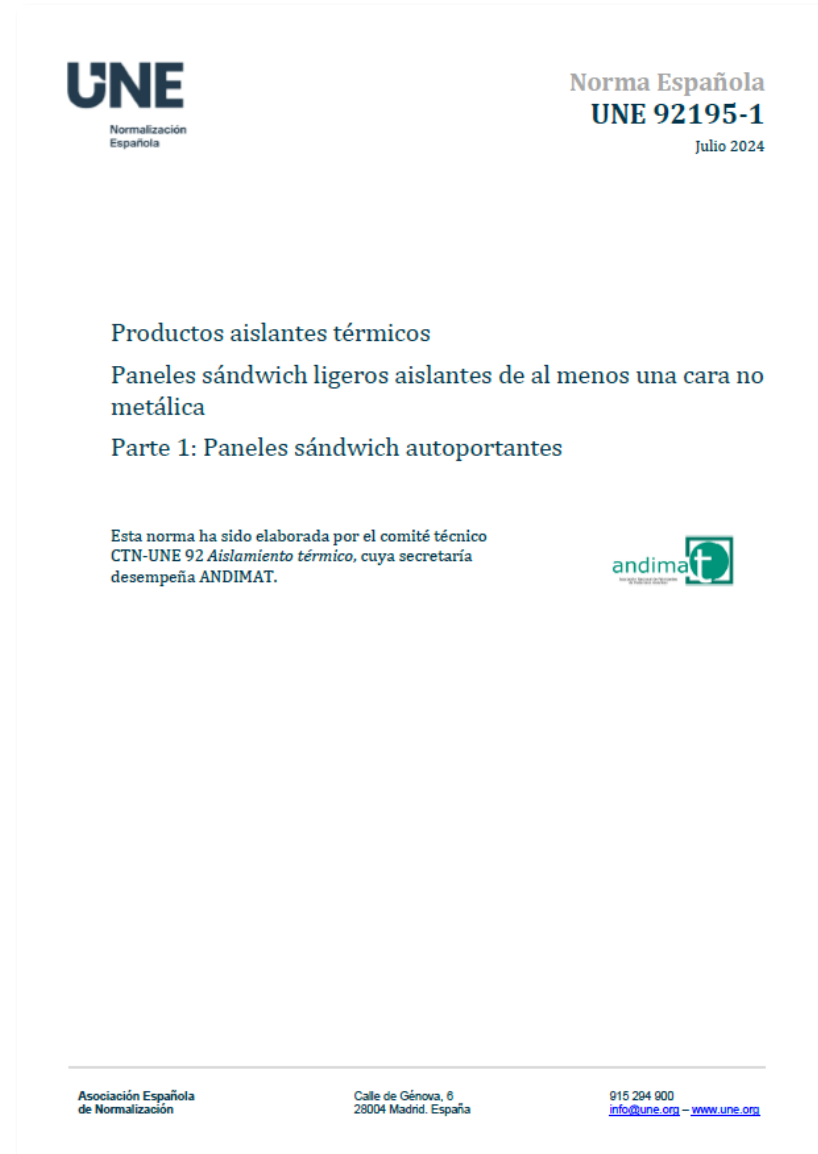 UNE
Normalización
Española
Norma Española
UNE 92195-1
Julio 2024
Productos aislantes térmicos
Paneles sándwich ligeros aislantes de al menos una cara no
metálica
Parte 1: Paneles sándwich autoportantes
Esta norma ha sido elaborada por el comité técnico
CTN-UNE 92 Aislamiento térmico, cuya secretaría
desempeña ANDIMAT.
andimat
Asociación Española
de Normalización
Calle de Génova, 6
28004 Madrid. España
915 294 900
info@une.org – www.une.org